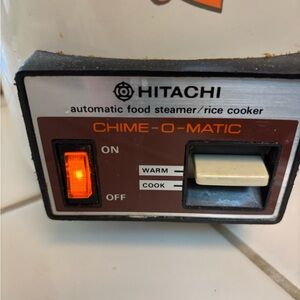 HITACHI
automatic food steamer/rice cooker
CHIME-O-MATIC
ON
WARM
COOK
OFF